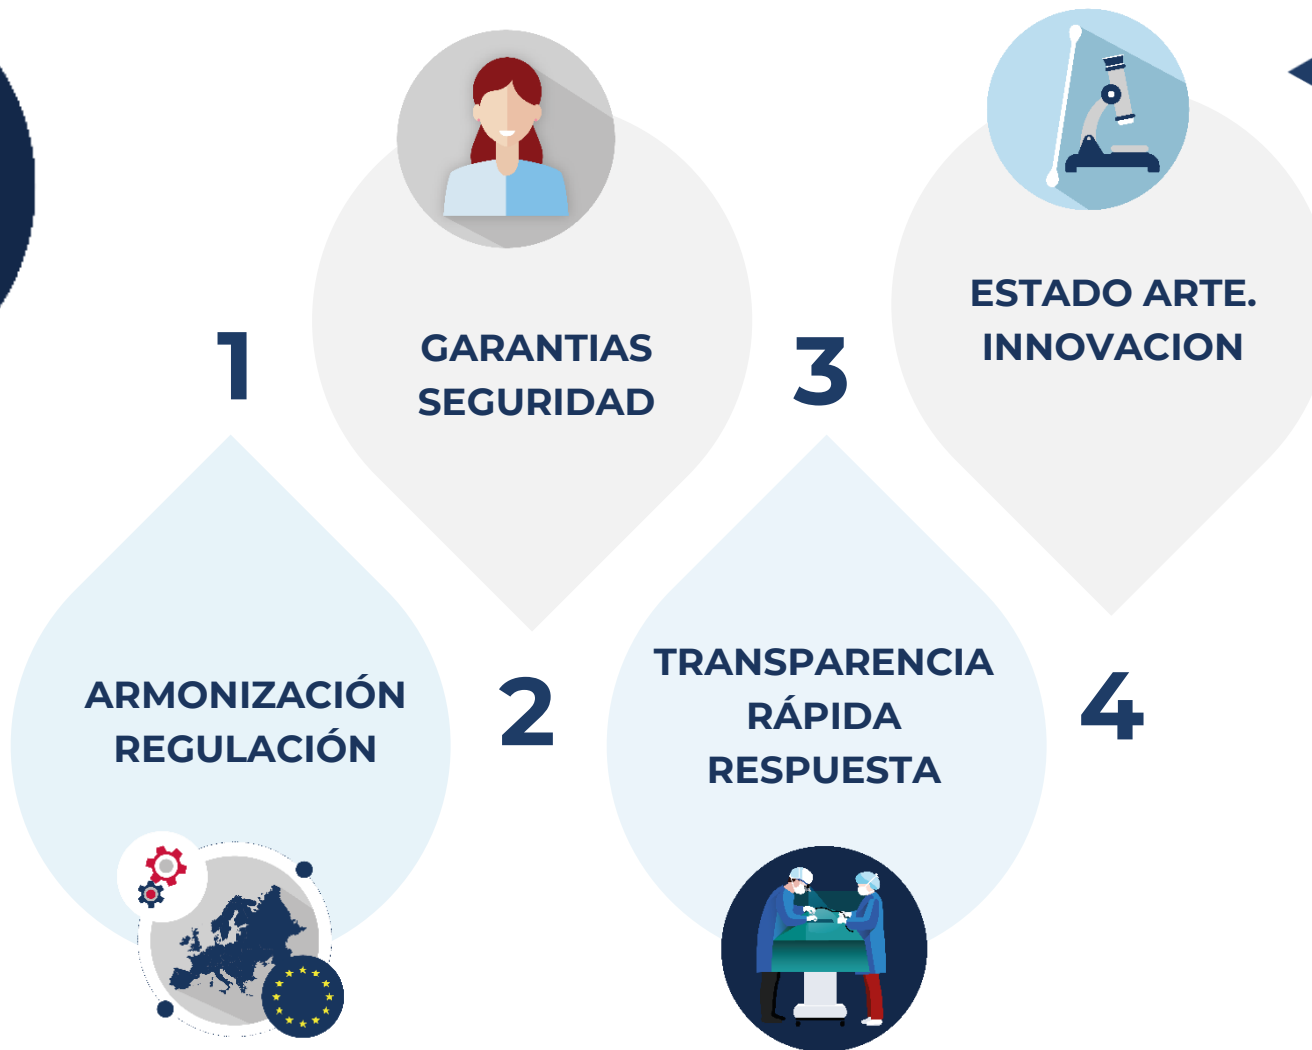 1
ARMONIZACIÓN
REGULACIÓN
GARANTIAS
SEGURIDAD
2
3
TRANSPARENCIA
RÁPIDA
RESPUESTA
ESTADO ARTE.
INNOVACION
4